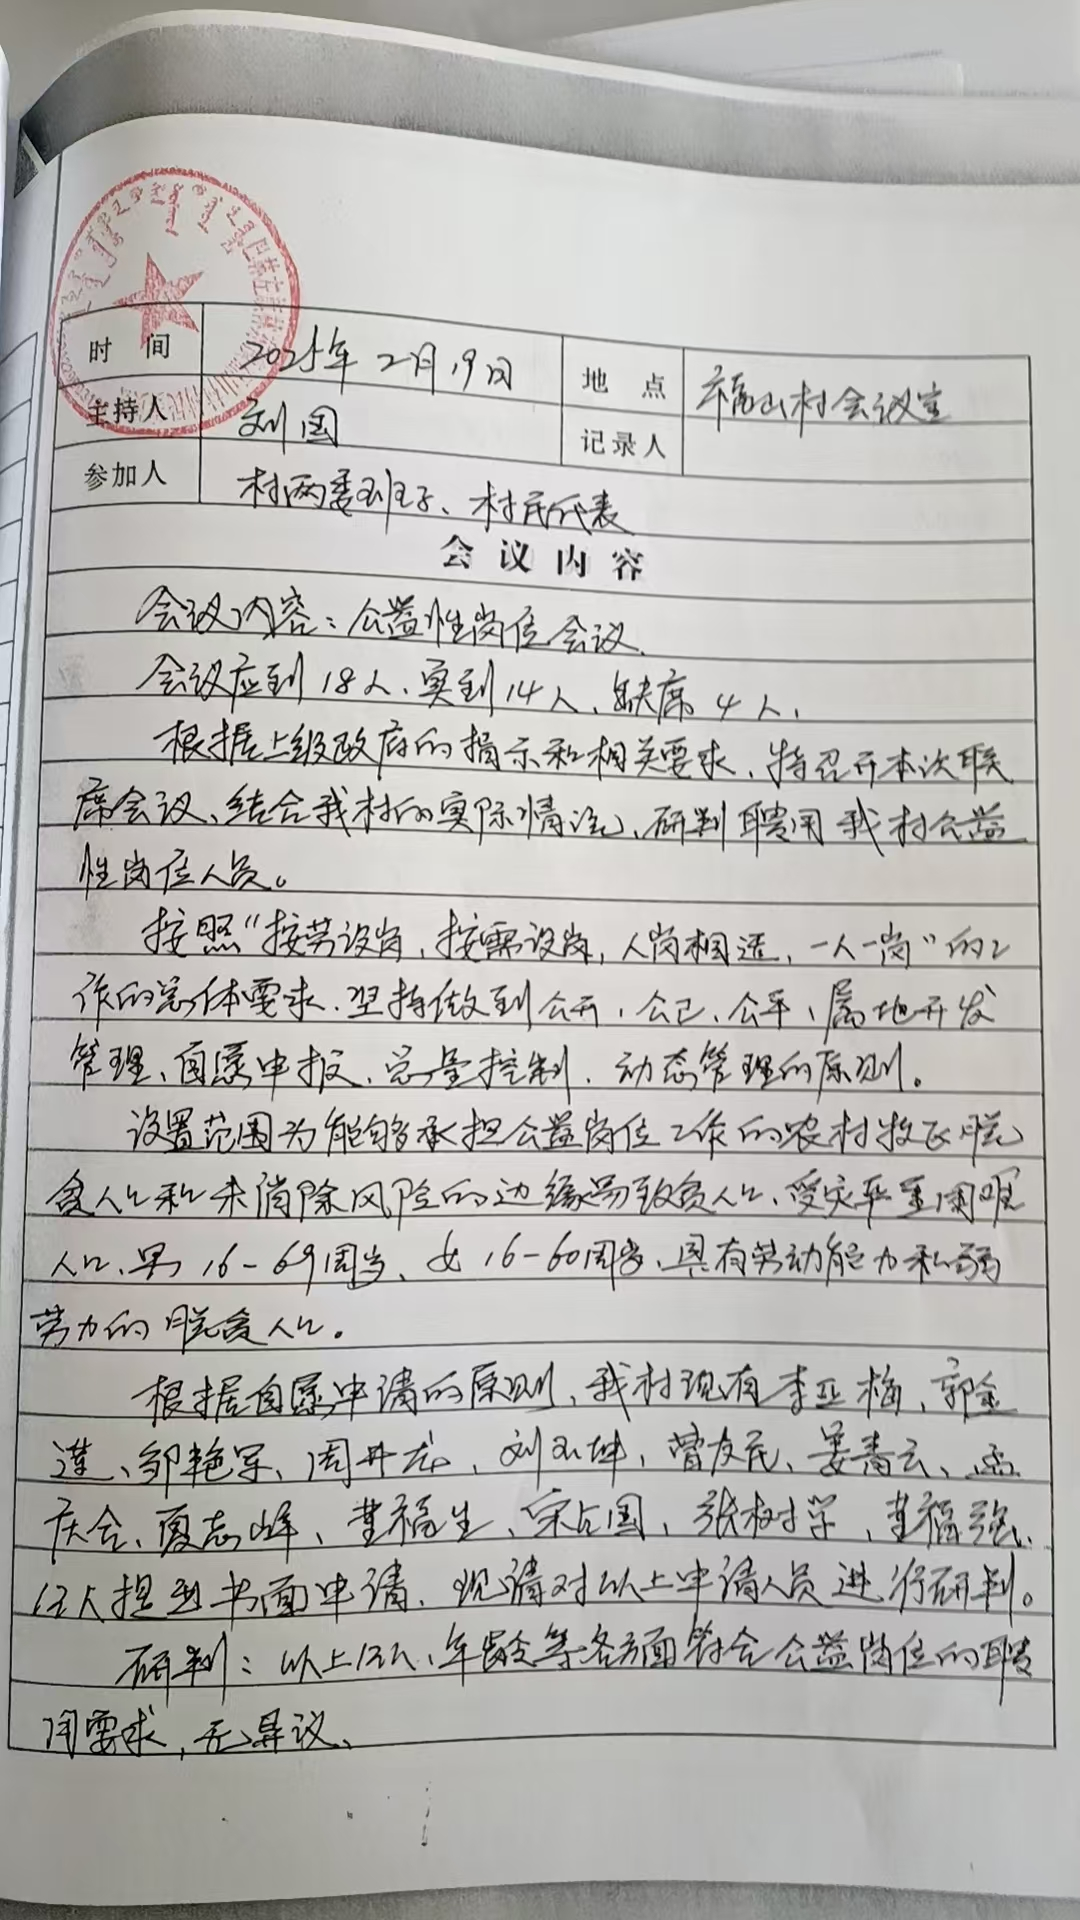 时 间 2025年2月19日 地 点 福山村会议室
主持人 刘国 记录人
参加人 村两委班子、村民代表
会议内容
会议内容:公益性岗位会议.
会议应到18人、实到14人、缺席4人,
根据上级政府的指示和相关要求、特召开本次联
席会议、结合我村的实际情况、研判聘用我村公益
性岗位人员。
按照“按劳设岗,按需设岗,人岗相适,一人一岗”的工
作的总体要求、坚持做到公开,公正、公平,属地开发
管理、自愿申报、总量控制、动态管理的原则。
设置范围为能够承担公益岗位工作的农村牧区脱
贫人口和未消除风险的边缘易致贫人口、受灾严重困难
人口、男16-69周岁、女16-60周岁、具有劳动能力和弱
劳力的脱贫人口。
根据自愿申请的原则、我村现有李亚梅、郭金
莲、邹艳军、周井龙、刘玉坤,曹友民、姜青云、孟
庆会、夏志峰、董福生、宋占国,张树学,董福强、
13人提出书面申请、现请对以上申请人员进行研判。
研判:以上13人、年龄等各方面符合公益岗位的聘
用要求,无异议、